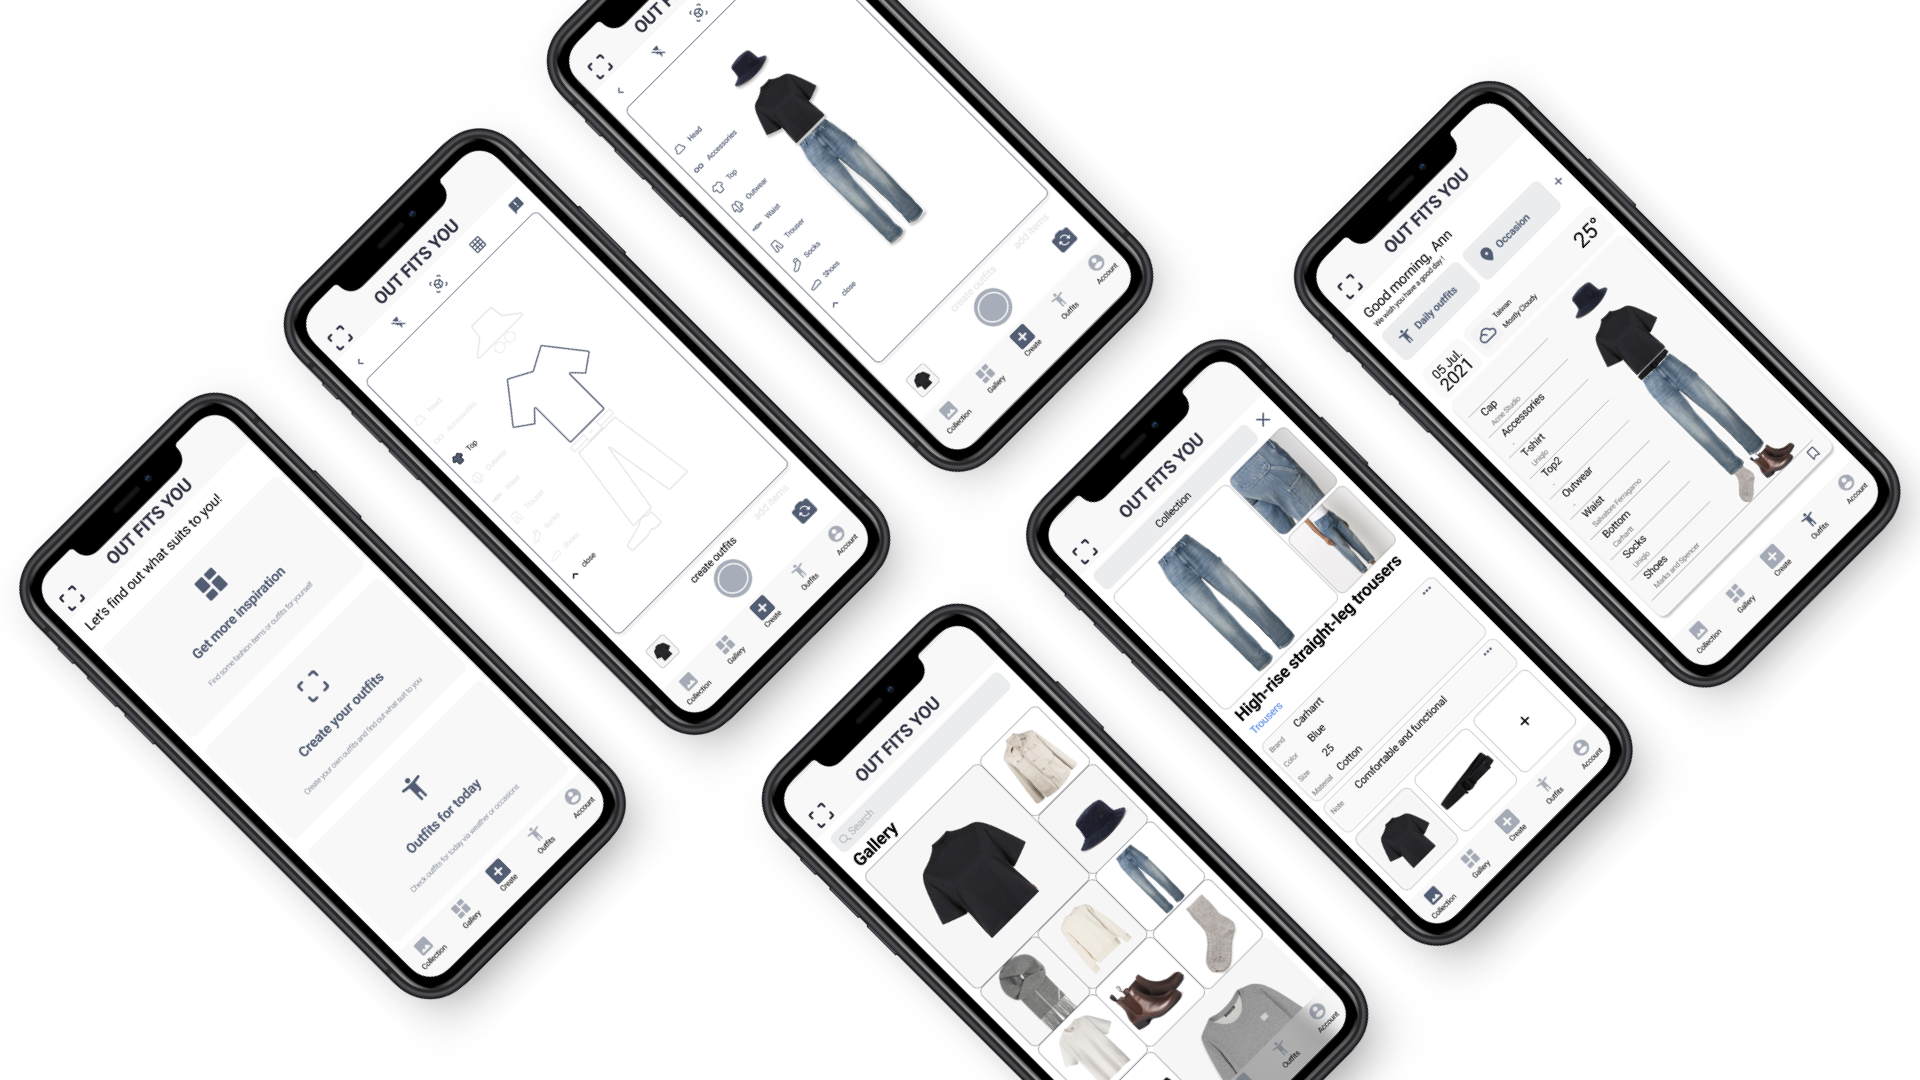 OUT FITS YOU
Let's find out what suits to you!
Get more inspiration
Find some fashion items or outfits for yourself
Create your outfits
Create your own outfits and find out what suit to you
Outfits for today
Check outfits for today via weather or occasions
Collection
Gallery
Create
Outfits
Account
OUT FITS YOU
Head
Accessories
Top
Outwear
Waist
Trouser
Socks
Shoes
close
create outfits
add items
Collection
Gallery
Create
Outfits
Account
OUT F
Head
Accessories
Top
Outwear
Waist
Trouser
Socks
Shoes
close
create outfits
add items
Collection
Gallery
Create
Outfits
Account
OUT FITS YOU
Search
Gallery
Outfits
Account
OUT FITS YOU
Collection
High-rise straight-leg trousers
Trousers
Brand Carharrt
Color Blue
Size 25
Material Cotton
Note Comfortable and functional
+
Collection
Gallery
Create
Outfits
Account
OUT FITS YOU
Good morning, Ann
We wish you have a good day!
Daily outfits
Occasion
05 Jul.
2021
Taiwan
Mostly Cloudy
25°
Cap
Acne Studio
Accessories
-
T-shirt
Uniqlo
Top2
-
Outwear
-
Waist
Salvatore Ferragamo
Bottom
Carhartt
Socks
Uniqlo
Shoes
Marks and Spencer
Collection
Gallery
Create
Outfits
Account